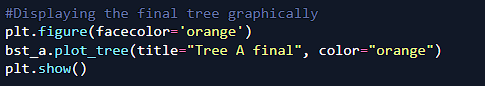 #Displaying the final tree graphically
plt.figure(facecolor='orange')
bst_a.plot_tree(title="Tree A final", color="orange")
plt.show()